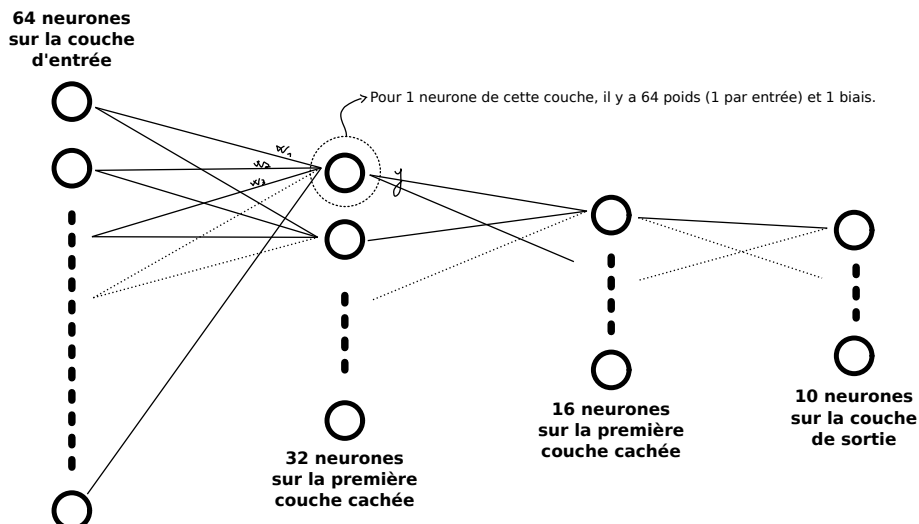 64 neurones
sur la couche
d'entrée
Pour 1 neurone de cette couche, il y a 64 poids (1 par entrée) et 1 biais.
w₁
w₂
w₃
y
32 neurones
sur la première
couche cachée
16 neurones
sur la première
couche cachée
10 neurones
sur la couche
de sortie